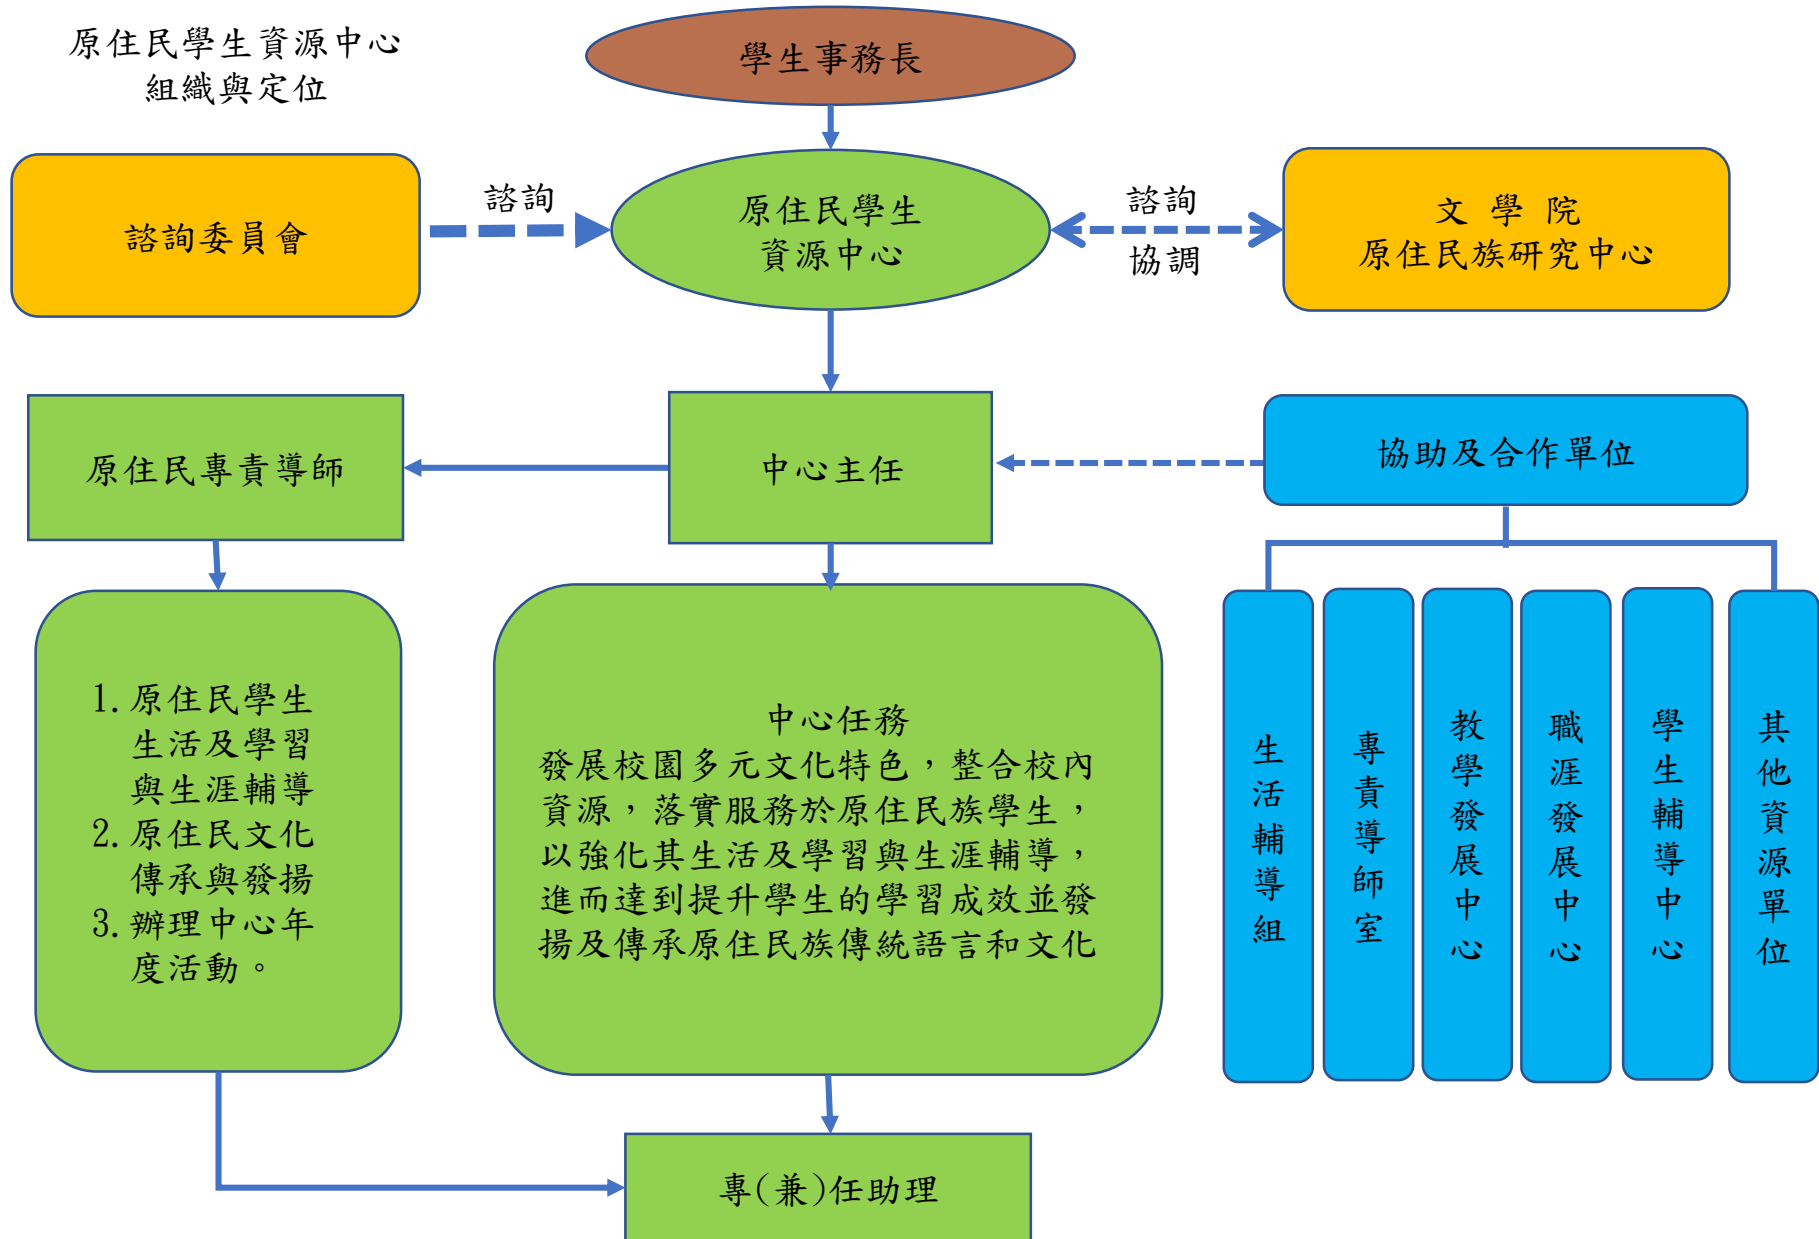 原住民學生資源中心
組織與定位
學生事務長
諮詢委員會
諮詢
原住民學生
資源中心
諮詢
協調
文 學 院
原住民族研究中心
原住民專責導師
中心主任
協助及合作單位
1. 原住民學生
生活及學習
與生涯輔導
2. 原住民文化
傳承與發揚
3. 辦理中心年
度活動。
中心任務
發展校園多元文化特色，整合校內
資源，落實服務於原住民族學生，
以強化其生活及學習與生涯輔導，
進而達到提升學生的學習成效並發
揚及傳承原住民族傳統語言和文化
生活輔導組
專責導師室
教學發展中心
職涯發展中心
學生輔導中心
其他資源單位
專(兼)任助理